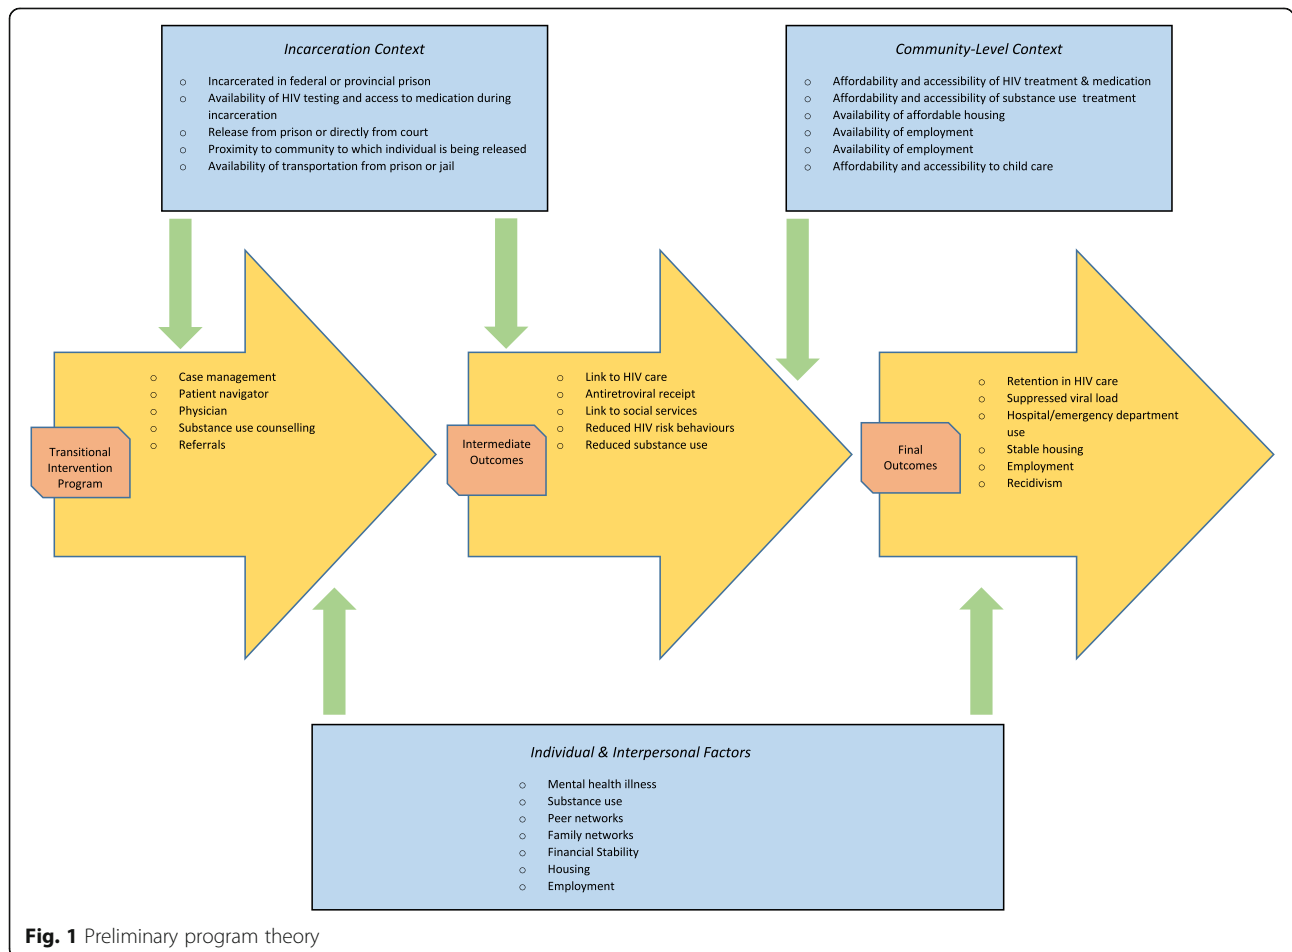 Incarceration Context
o Incarcerated in federal or provincial prison
o Availability of HIV testing and access to medication during
incarceration
o Release from prison or directly from court
o Proximity to community to which individual is being released
o Availability of transportation from prison or jail
Community-Level Context
o Affordability and accessibility of HIV treatment & medication
o Affordability and accessibility of substance use treatment
o Availability of affordable housing
o Availability of employment
o Availability of employment
o Affordability and accessibility to child care
Transitional
Intervention
Program
o Case management
o Patient navigator
o Physician
o Substance use counselling
o Referrals
Intermediate
Outcomes
o Link to HIV care
o Antiretroviral receipt
o Link to social services
o Reduced HIV risk behaviours
o Reduced substance use
Final
Outcomes
o Retention in HIV care
o Suppressed viral load
o Hospital/emergency department
use
o Stable housing
o Employment
o Recidivism
Individual & Interpersonal Factors
o Mental health illness
o Substance use
o Peer networks
o Family networks
o Financial Stability
o Housing
o Employment
Fig. 1 Preliminary program theory